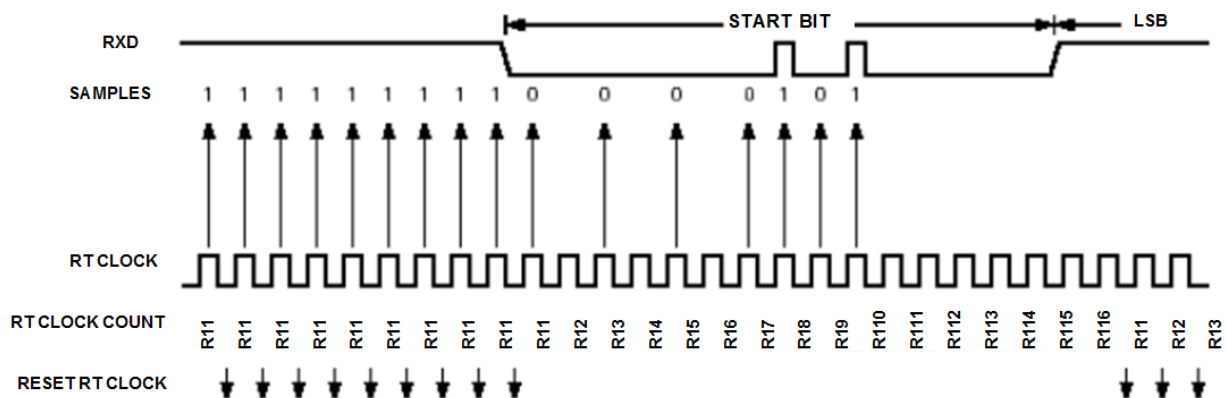 START BIT LSB
RXD
SAMPLES 1 1 1 1 1 1 1 1 1 0 0 0 0 1 0 1
RT CLOCK
RT CLOCK COUNT R11 R11 R11 R11 R11 R11 R11 R11 R11 R11 R12 R13 R14 R15 R16 R17 R18 R19 R110 R111 R112 R113 R114 R115 R116 R11 R12 R13
RESET RT CLOCK